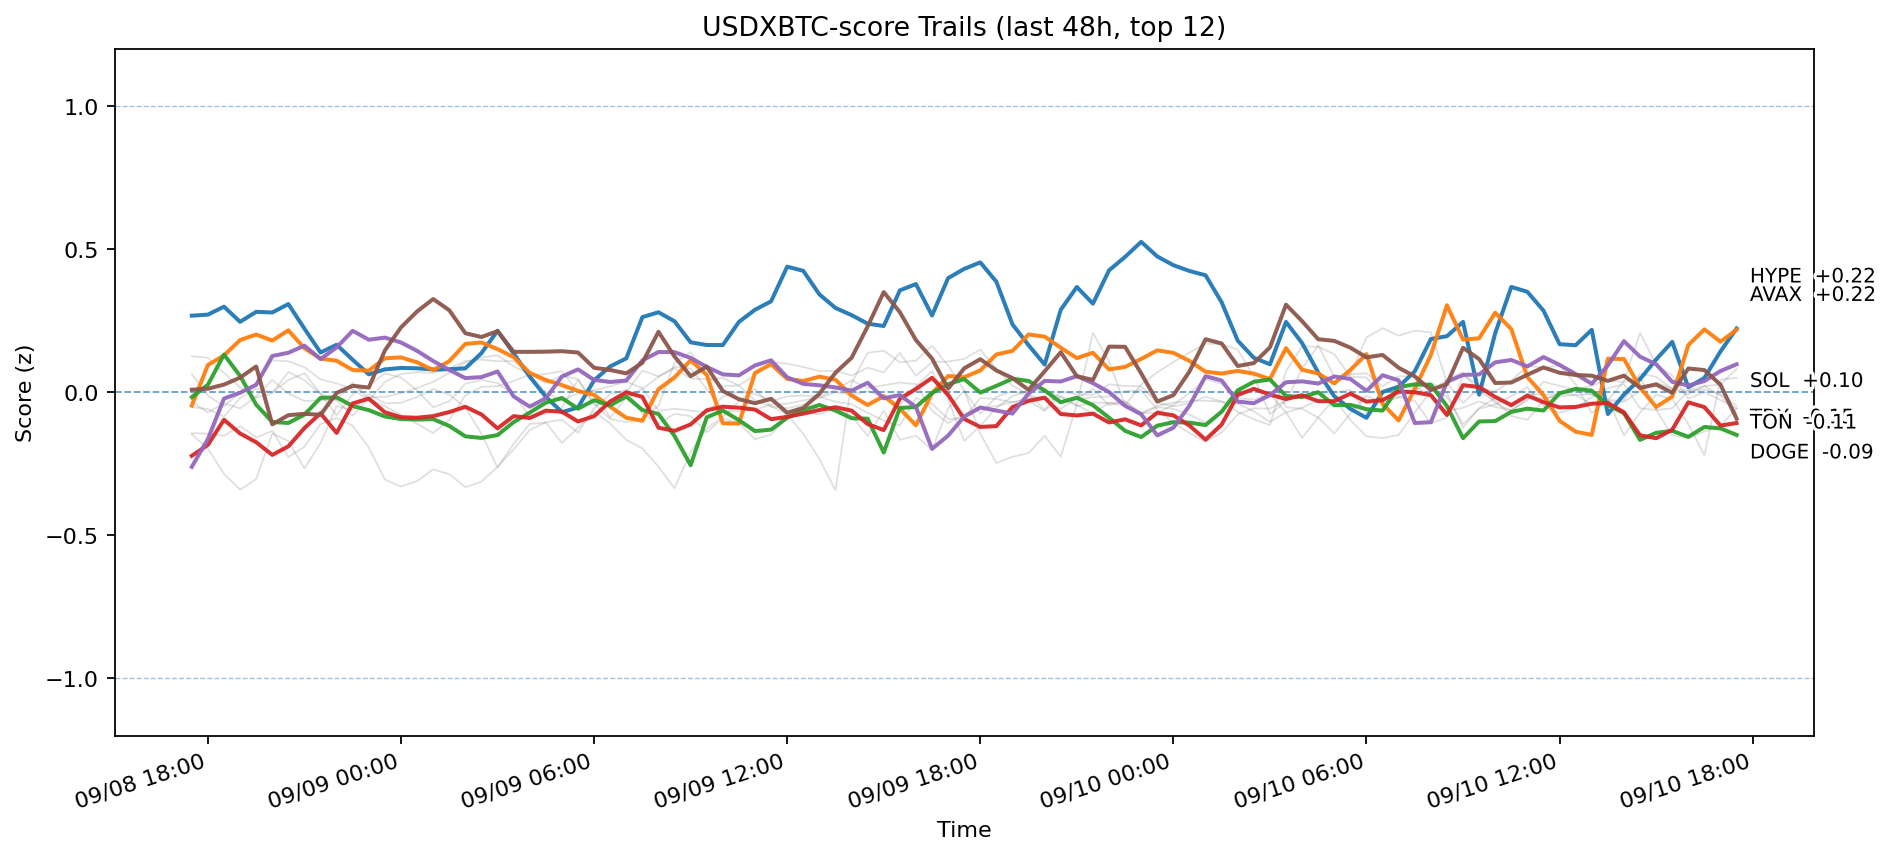 USDXBTC-score Trails (last 48h, top 12)
Score (z)
1.0
0.5
0.0
−0.5
−1.0
HYPE +0.22
AVAX +0.22
SOL +0.10
TON -0.11
DOGE -0.09
09/08 18:00
09/09 00:00
09/09 06:00
09/09 12:00
09/09 18:00
09/10 00:00
09/10 06:00
09/10 12:00
09/10 18:00
Time